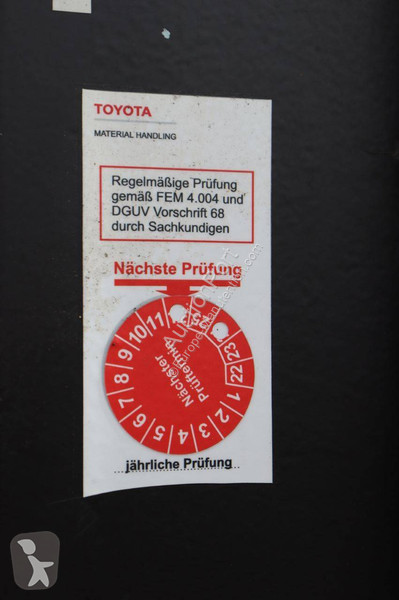 TOYOTA
MATERIAL HANDLING
Regelmäßige Prüfung
gemäß FEM 4.004 und
DGUV Vorschrift 68
durch Sachkundigen
Nächste Prüfung
1 2 3 4 5 6 7 8 9 10 11
22 23
Nächster
Prüftermin
jährliche Prüfung